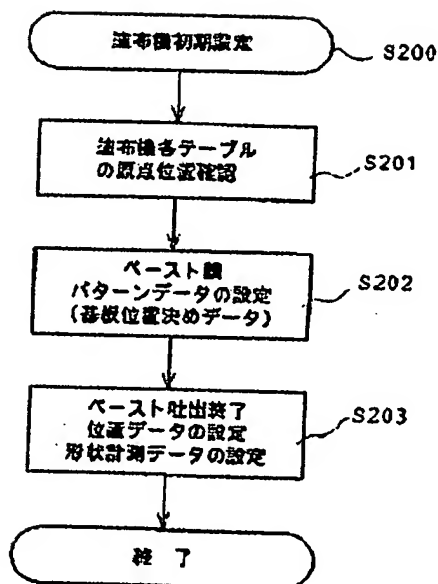 塗布機初期設定
S200
塗布機各テーブル
の原点位置確認
S201
ペースト膜
パターンデータの設定
(基板位置決めデータ)
S202
ペースト吐出終了
位置データの設定
形状計測データの設定
S203
終 了